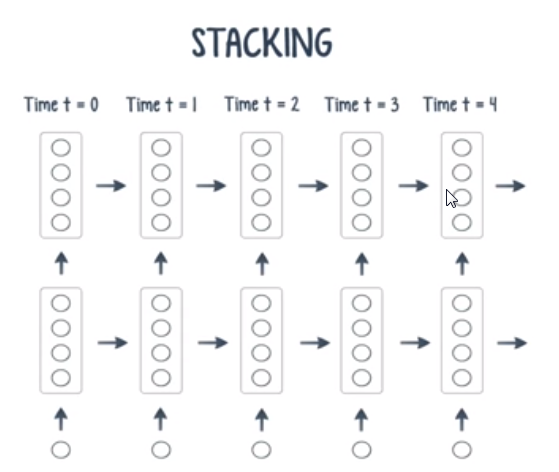 STACKING
Time t = 0 Time t = 1 Time t = 2 Time t = 3 Time t = 4